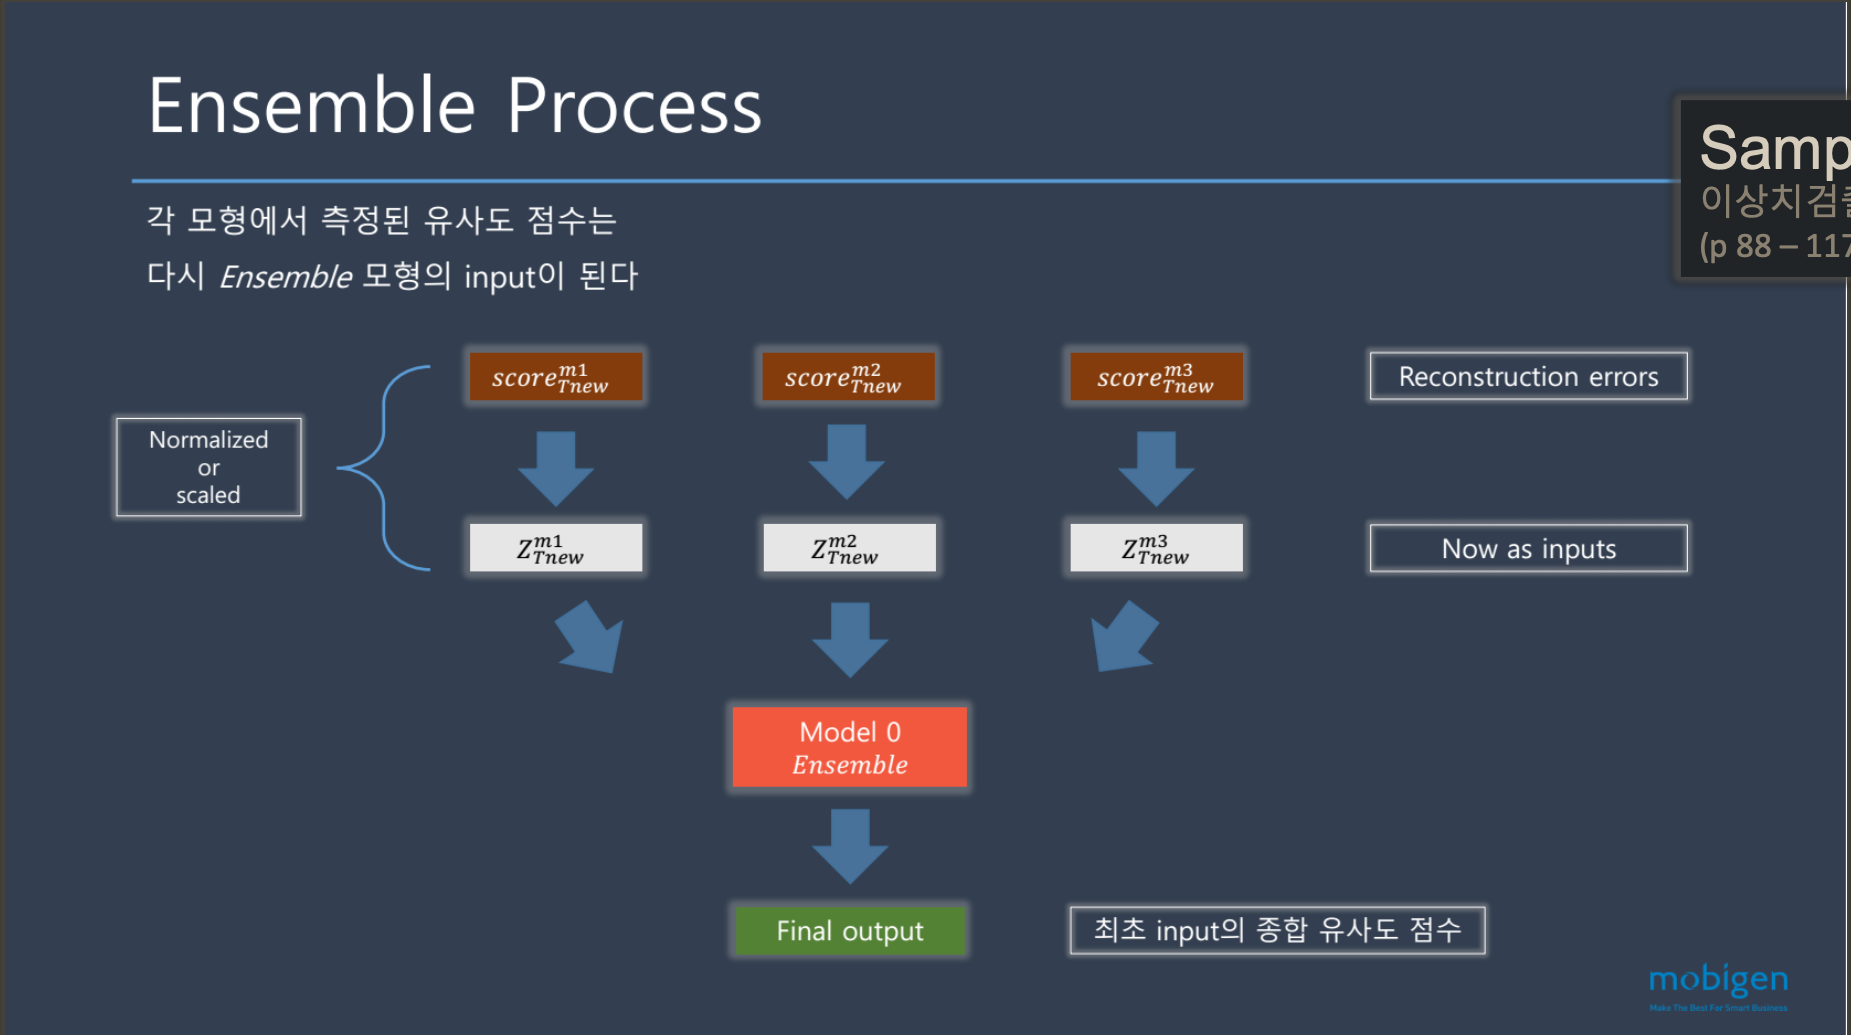 Ensemble Process
각 모형에서 측정된 유사도 점수는
다시 Ensemble 모형의 input이 된다
Samp
이상치검출
(p 88 – 117
Normalized
or
scaled
score^{m1}_{Tnew}
score^{m2}_{Tnew}
score^{m3}_{Tnew}
Reconstruction errors
Z^{m1}_{Tnew}
Z^{m2}_{Tnew}
Z^{m3}_{Tnew}
Now as inputs
Model 0
Ensemble
Final output
최초 input의 종합 유사도 점수
mobigen
Make The Best For Smart Business